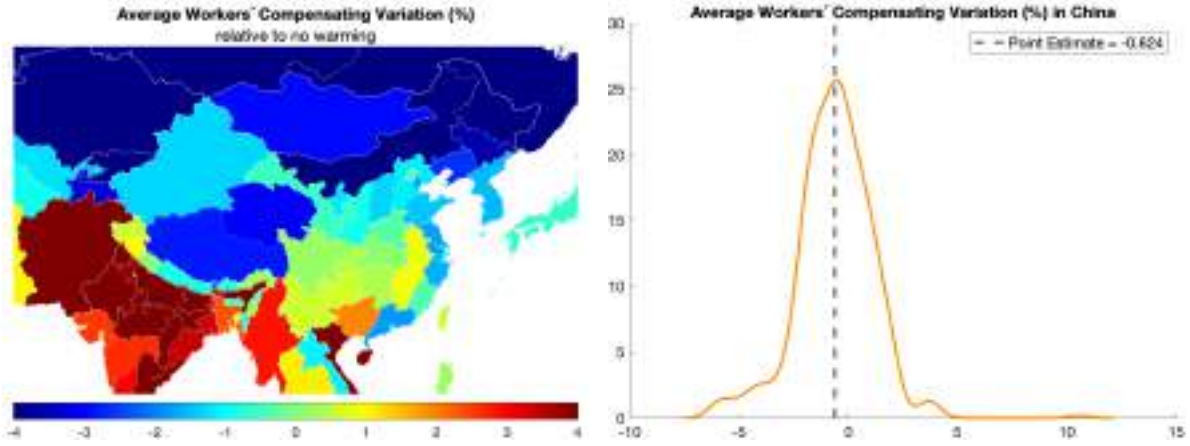 Average Workers´ Compensating Variation (%)
relative to no warming
-4 -3 -2 -1 0 1 2 3 4
Average Workers´ Compensating Variation (%) in China
30
Point Estimate = -0.624
25
20
15
10
5
0
-10 -5 0 5 10 15